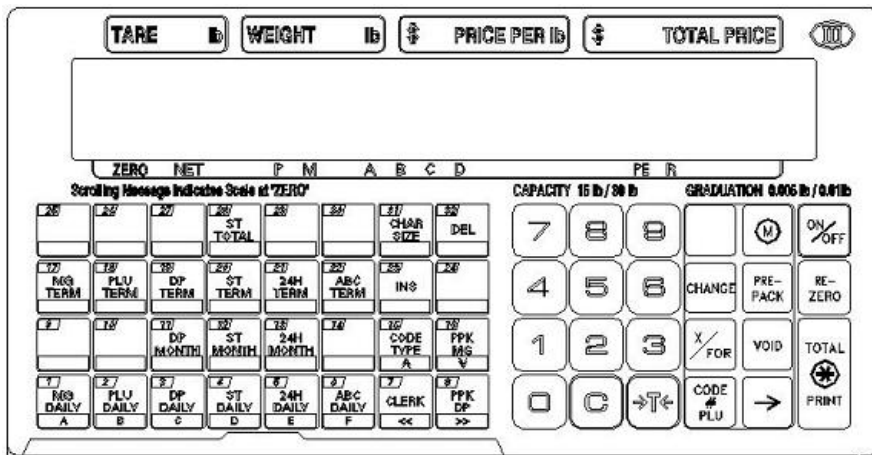 TARE lb WEIGHT lb $ PRICE PER lb $ TOTAL PRICE
ZERO NET P M A B C D PE R
Scrolling Message Indicates Scale at "ZERO" CAPACITY 15 lb / 30 lb GRADUATION 0.005 lb / 0.01lb
25 26 27 28 29 30 31 32
ST TOTAL
CHAR SIZE
DEL
7 8 9
M
ON/OFF
17 18 19 20 21 22 23 24
MG TERM
PLU TERM
DP TERM
ST TERM
24H TERM
ABC TERM
INS
4 5 6
CHANGE
PRE-PACK
RE-ZERO
9 10 11 12 13 14 15 16
DP MONTH
ST MONTH
24H MONTH
CODE TYPE
PPK MG
1 2 3
X/FOR
VOID
TOTAL
PRINT
1 2 3 4 5 6 7 8
MG DAILY A
PLU DAILY B
DP DAILY C
ST DAILY D
24H DAILY E
ABC DAILY F
CLERK <<
PPK DP >>
0 C →T←
CODE # PLU
→